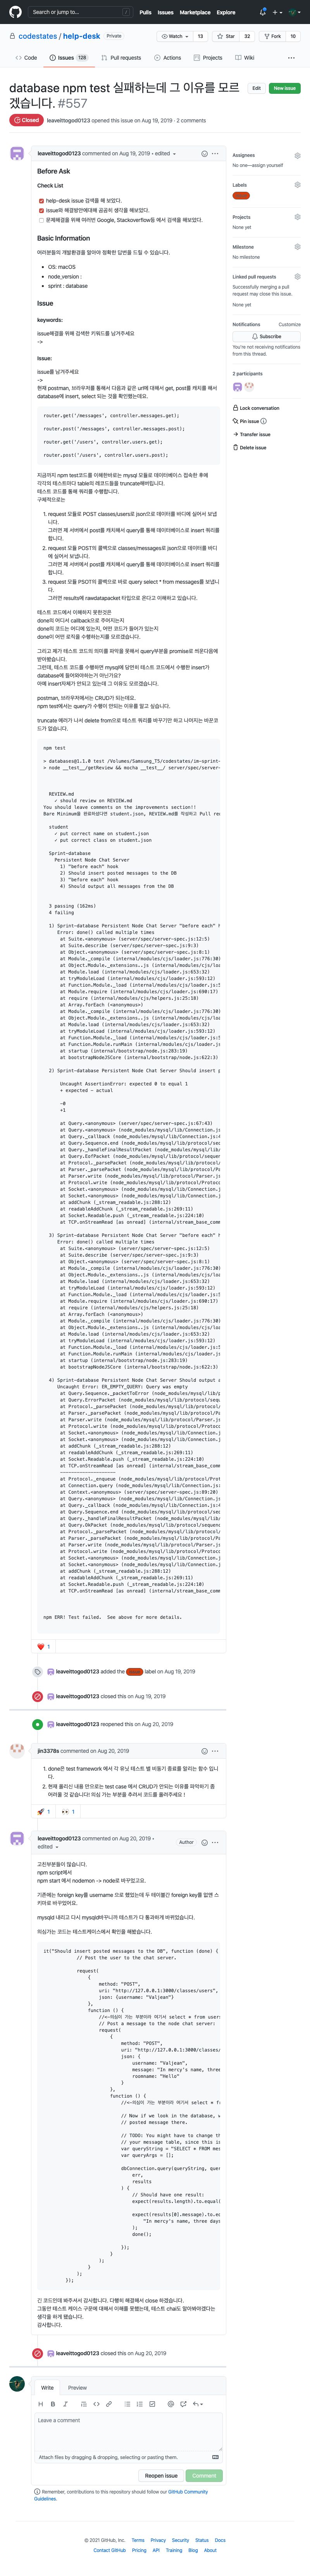 Search or jump to...
/
Pulls
Issues
Marketplace
Explore
codestates / help-desk
Private
Watch
13
Star
32
Fork
10
Code
Issues 128
Pull requests
Actions
Projects
Wiki
database npm test 실패하는데 그 이유를 모르
겠습니다. #557
Edit
New issue
Closed
leaveittogod0123 opened this issue on Aug 19, 2019 · 2 comments
leaveittogod0123 commented on Aug 19, 2019 • edited
Before Ask
Check List
help-desk issue 검색을 해 보았다.
issue와 해결방안에대해 곰곰히 생각을 해보았다.
문제해결을 위해 여러번 Google, Stackoverflow등 에서 검색을 해보았다.
Basic Information
여러분들의 개발환경을 알아야 정확한 답변을 드릴 수 있습니다.
OS: macOS
node_version :
sprint : database
Issue
keywords:
issue해결을 위해 검색한 키워드를 남겨주세요
->
Issue:
issue를 남겨주세요
->
현재 postman, 브라우저를 통해서 다음과 같은 url에 대해서 get, post를 캐치를 해서
database에 insert, select 되는 것을 확인했는데요.
router.get('/messages', controller.messages.get);
router.post('/messages', controller.messages.post);
router.get('/users', controller.users.get);
router.post('/users', controller.users.post);
지금까지 npm test코드를 이해한바로는 mysql 모듈로 데이터베이스 접속한 후에
각각의 테스트마다 table의 레코드들을 truncate해버립니다.
테스트 코드를 통해 쿼리를 수행합니다.
구체적으로는
1. request 모듈로 POST classes/users로 json으로 데이터를 바디에 실어서 보냅
니다.
그러면 제 서버에서 post를 캐치해서 query를 통해 데이터베이스로 insert 쿼리를
합니다.
2. request 모듈 POST의 콜백으로 classes/messages로 json으로 데이터를 바디
에 실어서 보냅니다.
그러면 제 서버에서 post를 캐치해서 query를 통해 데이터베이스로 insert 쿼리를
합니다.
3. request 모듈 PSOT의 콜백으로 바로 query select * from messages를 보냅니
다.
그러면 results에 rawdatapacket 타입으로 온다고 이해하고 있습니다.
테스트 코드에서 이해하지 못한것은
done의 어디서 callback으로 주어지는지
done의 코드는 어디에 있는지, 어떤 코드가 들어가 있는지
done이 어떤 로직을 수행하는지를 모르겠습니다.
그리고 제가 테스트 코드의 의미를 파악을 못해서 query부분을 promise로 씌운다음에
받아봤습니다.
그런데, 테스트 코드를 수행하면 mysql에 당연히 테스트 코드에서 수행한 insert가
database에 들어와야하는거 아닌가요?
아예 insert자체가 안되고 있는데 그 이유도 모르겠습니다.
postman, 브라우저에서는 CRUD가 되는데요.
npm test에서는 query가 수행이 안되는 이유를 알고 싶습니다.
truncate 에러가 나서 delete from으로 테스트 쿼리를 바꾸기만 하고 나머지는 바꾼코
드가 없습니다.
npm test
> databases@1.1.0 test /Volumes/Samsung_T5/codestates/im-sprint-
> node __test__/getReview && mocha __test__/ server/spec/server-
REVIEW.md
✓ should review on REVIEW.md
You should leave comments on the improvements section!!
Bare Minimum을 완료하셨다면 student.json, REVIEW.md를 작성하고 Pull rec
student
✓ put correct name on student.json
✓ put correct class on student.json
Sprint-database
Persistent Node Chat Server
1) "before each" hook
2) Should insert posted messages to the DB
3) "before each" hook
4) Should output all messages from the DB
3 passing (162ms)
4 failing
1) Sprint-database Persistent Node Chat Server "before each" h
Error: done() called multiple times
at Suite.<anonymous> (server/spec/server-spec.js:12:5)
at Suite.describe (server/spec/server-spec.js:9:3)
at Object.<anonymous> (server/spec/server-spec.js:8:1)
at Module._compile (internal/modules/cjs/loader.js:776:30)
at Object.Module._extensions.js (internal/modules/cjs/loa
at Module.load (internal/modules/cjs/loader.js:653:32)
at tryModuleLoad (internal/modules/cjs/loader.js:593:12)
at Function.Module._load (internal/modules/cjs/loader.js:5
at Module.require (internal/modules/cjs/loader.js:690:17)
at require (internal/modules/cjs/helpers.js:25:18)
at Array.forEach (<anonymous>)
at Module._compile (internal/modules/cjs/loader.js:776:30)
at Object.Module._extensions.js (internal/modules/cjs/loa
at Module.load (internal/modules/cjs/loader.js:653:32)
at tryModuleLoad (internal/modules/cjs/loader.js:593:12)
at Function.Module._load (internal/modules/cjs/loader.js:5
at Function.Module.runMain (internal/modules/cjs/loader.js
at startup (internal/bootstrap/node.js:283:19)
at bootstrapNodeJSCore (internal/bootstrap/node.js:622:3)
2) Sprint-database Persistent Node Chat Server Should insert p
Uncaught AssertionError: expected 0 to equal 1
+ expected - actual
-0
+1
at Query.<anonymous> (server/spec/server-spec.js:67:43)
at Query.<anonymous> (node_modules/mysql/lib/Connection.js
at Query._callback (node_modules/mysql/lib/Connection.js:4
at Query.Sequence.end (node_modules/mysql/lib/protocol/sec
at Query._handleFinalResultPacket (node_modules/mysql/lib/
at Query.EofPacket (node_modules/mysql/lib/protocol/sequen
at Protocol._parsePacket (node_modules/mysql/lib/protocol/
at Parser._parsePacket (node_modules/mysql/lib/protocol/Pa
at Parser.write (node_modules/mysql/lib/protocol/Parser.js
at Protocol.write (node_modules/mysql/lib/protocol/Protoco
at Socket.<anonymous> (node_modules/mysql/lib/Connection.j
at Socket.<anonymous> (node_modules/mysql/lib/Connection.j
at addChunk (_stream_readable.js:288:12)
at readableAddChunk (_stream_readable.js:269:11)
at Socket.Readable.push (_stream_readable.js:224:10)
at TCP.onStreamRead [as onread] (internal/stream_base_comm
3) Sprint-database Persistent Node Chat Server "before each" h
Error: done() called multiple times
at Suite.<anonymous> (server/spec/server-spec.js:12:5)
at Suite.describe (server/spec/server-spec.js:9:3)
at Object.<anonymous> (server/spec/server-spec.js:8:1)
at Module._compile (internal/modules/cjs/loader.js:776:30)
at Object.Module._extensions.js (internal/modules/cjs/loa
at Module.load (internal/modules/cjs/loader.js:653:32)
at tryModuleLoad (internal/modules/cjs/loader.js:593:12)
at Function.Module._load (internal/modules/cjs/loader.js:5
at Module.require (internal/modules/cjs/loader.js:690:17)
at require (internal/modules/cjs/helpers.js:25:18)
at Array.forEach (<anonymous>)
at Module._compile (internal/modules/cjs/loader.js:776:30)
at Object.Module._extensions.js (internal/modules/cjs/loa
at Module.load (internal/modules/cjs/loader.js:653:32)
at tryModuleLoad (internal/modules/cjs/loader.js:593:12)
at Function.Module._load (internal/modules/cjs/loader.js:5
at Function.Module.runMain (internal/modules/cjs/loader.js
at startup (internal/bootstrap/node.js:283:19)
at bootstrapNodeJSCore (internal/bootstrap/node.js:622:3)
4) Sprint-database Persistent Node Chat Server Should output a
Uncaught Error: ER_EMPTY_QUERY: Query was empty
at Query.Sequence._packetToError (node_modules/mysql/lib/p
at Query.ErrorPacket (node_modules/mysql/lib/protocol/sequ
at Protocol._parsePacket (node_modules/mysql/lib/protocol/
at Parser._parsePacket (node_modules/mysql/lib/protocol/Pa
at Parser.write (node_modules/mysql/lib/protocol/Parser.js
at Protocol.write (node_modules/mysql/lib/protocol/Protoco
at Socket.<anonymous> (node_modules/mysql/lib/Connection.j
at Socket.<anonymous> (node_modules/mysql/lib/Connection.j
at addChunk (_stream_readable.js:288:12)
at readableAddChunk (_stream_readable.js:269:11)
at Socket.Readable.push (_stream_readable.js:224:10)
at TCP.onStreamRead [as onread] (internal/stream_base_comm
--------------------
at Protocol._enqueue (node_modules/mysql/lib/protocol/Prot
at Connection.query (node_modules/mysql/lib/Connection.js:
at Context.<anonymous> (server/spec/server-spec.js:89:20)
at Query.<anonymous> (node_modules/mysql/lib/Connection.js
at Query._callback (node_modules/mysql/lib/Connection.js:4
at Query.Sequence.end (node_modules/mysql/lib/protocol/sec
at Query._handleFinalResultPacket (node_modules/mysql/lib/
at Query.OkPacket (node_modules/mysql/lib/protocol/sequenc
at Protocol._parsePacket (node_modules/mysql/lib/protocol/
at Parser._parsePacket (node_modules/mysql/lib/protocol/Pa
at Parser.write (node_modules/mysql/lib/protocol/Parser.js
at Protocol.write (node_modules/mysql/lib/protocol/Protoco
at Socket.<anonymous> (node_modules/mysql/lib/Connection.j
at Socket.<anonymous> (node_modules/mysql/lib/Connection.j
at addChunk (_stream_readable.js:288:12)
at readableAddChunk (_stream_readable.js:269:11)
at Socket.Readable.push (_stream_readable.js:224:10)
at TCP.onStreamRead [as onread] (internal/stream_base_comm
npm ERR! Test failed.  See above for more details.
1
leaveittogod0123 added the label on Aug 19, 2019
leaveittogod0123 closed this on Aug 19, 2019
leaveittogod0123 reopened this on Aug 20, 2019
jin3378s commented on Aug 20, 2019
1. done은 test framework 에서 각 유닛 테스트 별 비동기 종료를 알리는 함수 입니
다.
2. 현재 올리신 내용 만으로는 test case 에서 CRUD가 안되는 이유를 파악하기 좀
어려울 것 같습니다! 의심 가는 부분을 추려서 코드를 올려주세요 !
1
1
leaveittogod0123 commented on Aug 20, 2019 •
edited
Author
고친부분들이 많습니다.
npm script에서
npm start 에서 nodemon -> node로 바꾸었고요.
기존에는 foreign key를 username 으로 했었는데 두 테이블간 foreign key를 없앤 스
키마로 바꾸었어요.
mysqld 내리고 다시 mysqld하우니까 테스트가 다 통과하게 바뀌었습니다.
의심가는 코드는 테스트케이스에서 확인을 해봤습니다.
it("Should insert posted messages to the DB", function (done) {
// Post the user to the chat server.
request(
{
method: "POST",
uri: "http://127.0.0.1:3000/classes/users",
json: {username: "Valjean"}
},
function () {
//<-의심이 가는 부분이라 여기서 select * from users
// Post a message to the node chat server:
request(
{
method: "POST",
uri: "http://127.0.0.1:3000/classes/
json: {
username: "Valjean",
message: "In mercy's name, three
roomname: "Hello"
}
},
function () {
//<-의심이 가는 부분이라 여기서 select * f
// Now if we look in the database, w
// posted message there.
// TODO: You might have to change th
// your message table, since this is
var queryString = "SELECT * FROM mes
var queryArgs = [];
dbConnection.query(queryString, quer
err,
results
) {
// Should have one result:
expect(results.length).to.equal(
expect(results[0].message).to.eq
"In mercy's name, three days
);
done();
});
}
);
}
);
});
긴 코드인데 봐주셔서 감사합니다. 다행히 해결해서 close 하겠습니다.
그동안 테스트 케이스 구문에 대해서 이해를 못했는데, 테스트 chai도 알아봐야겠다는
생각을 하게 됐습니다.
감사합니다.
leaveittogod0123 closed this on Aug 20, 2019
Write
Preview
Leave a comment
Attach files by dragging & dropping, selecting or pasting them.
Reopen issue
Comment
Remember, contributions to this repository should follow our GitHub Community
Guidelines.
Assignees
No one—assign yourself
Labels
Projects
None yet
Milestone
No milestone
Linked pull requests
Successfully merging a pull
request may close this issue.
None yet
Notifications
Customize
Subscribe
You're not receiving notifications
from this thread.
2 participants
Lock conversation
Pin issue
Transfer issue
Delete issue
© 2021 GitHub, Inc.
Terms
Privacy
Security
Status
Docs
Contact GitHub
Pricing
API
Training
Blog
About